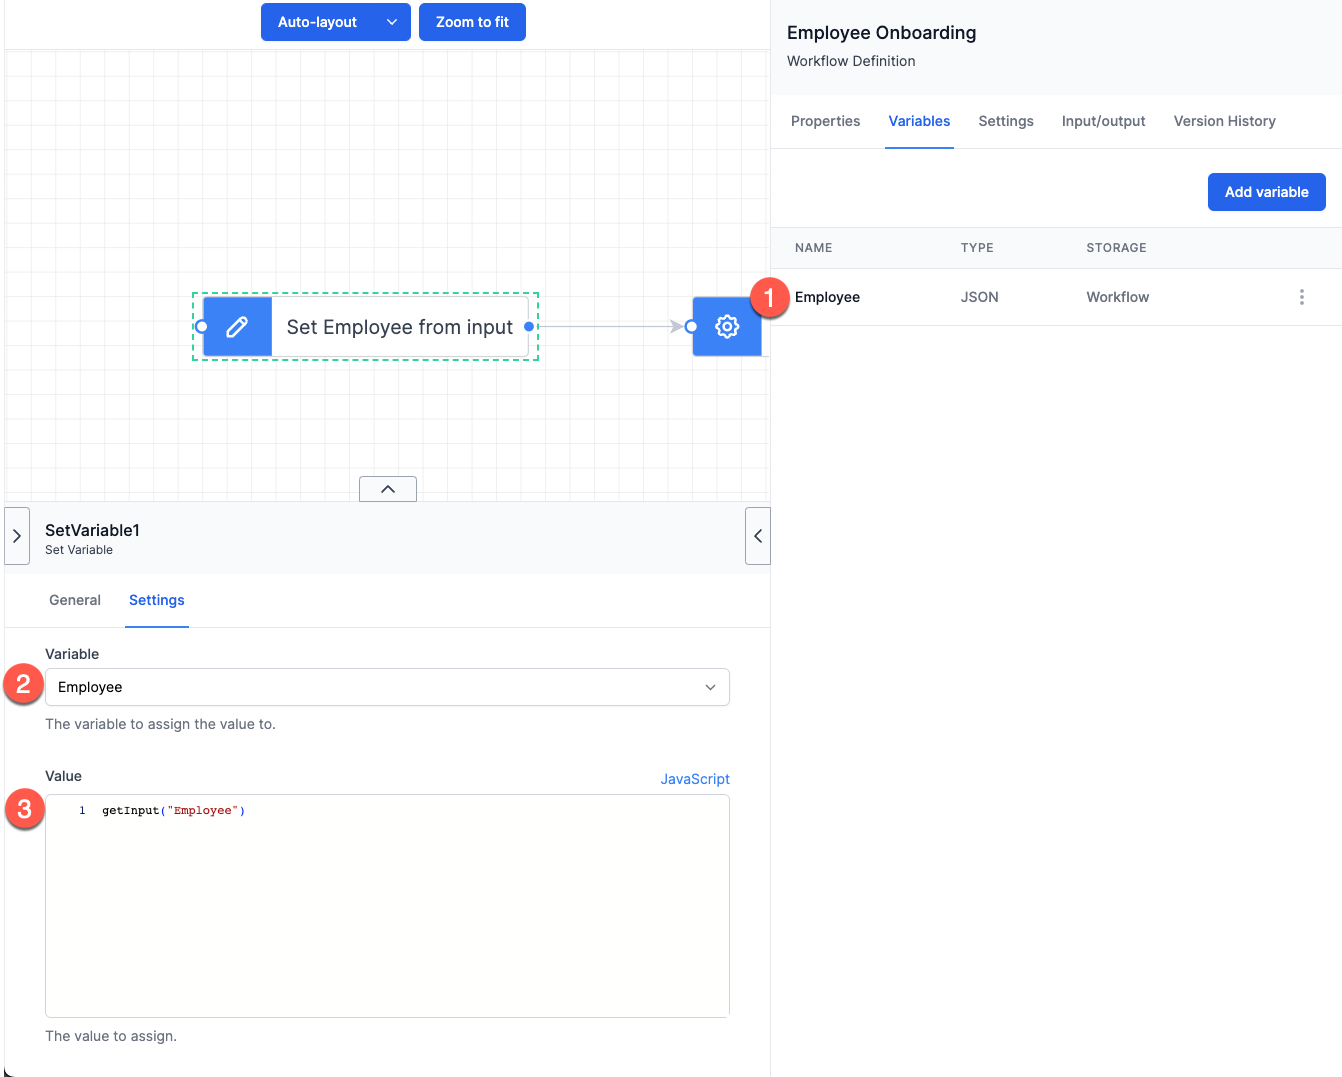 Auto-layout
Zoom to fit
Employee Onboarding
Workflow Definition
Properties
Variables
Settings
Input/output
Version History
Add variable
NAME
TYPE
STORAGE
1
Employee
JSON
Workflow
Set Employee from input
SetVariable1
Set Variable
General
Settings
Variable
2
Employee
The variable to assign the value to.
Value
JavaScript
3
1 getInput("Employee")
The value to assign.